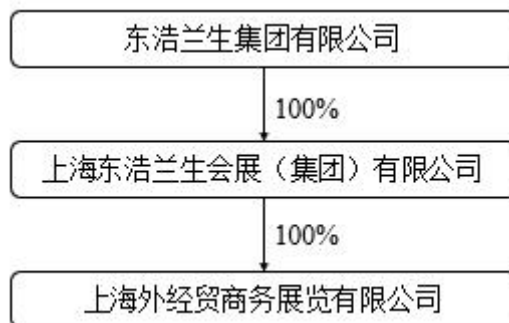 东浩兰生集团有限公司
100%
上海东浩兰生会展（集团）有限公司
100%
上海外经贸商务展览有限公司